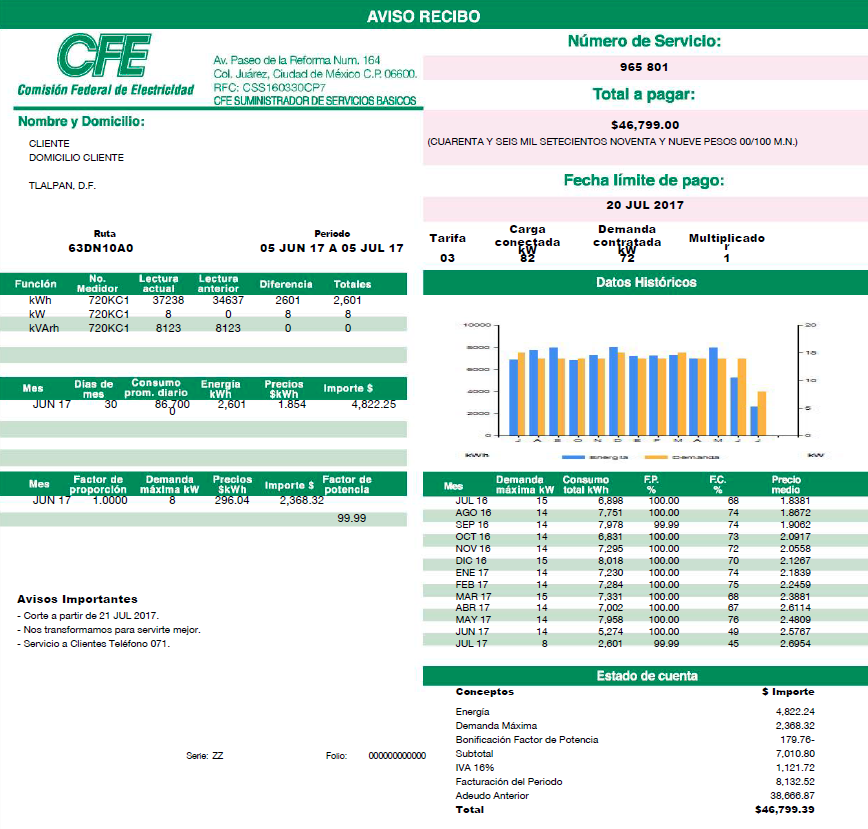 AVISO RECIBO
CFE
Comisión Federal de Electricidad
Av. Paseo de la Reforma Num. 164
Col. Juárez, Ciudad de México C.P. 06600.
RFC: CSS160330CP7
CFE SUMINISTRADOR DE SERVICIOS BASICOS
Número de Servicio:
965 801
Total a pagar:
$46,799.00
(CUARENTA Y SEIS MIL SETECIENTOS NOVENTA Y NUEVE PESOS 00/100 M.N.)
Fecha límite de pago:
20 JUL 2017
Nombre y Domicilio:
CLIENTE
DOMICILIO CLIENTE
TLALPAN, D.F.
Ruta Periodo
63DN10A0 05 JUN 17 A 05 JUL 17
Tarifa Carga conectada kW Demanda contratada kW Multiplicador
03 82 72 1
Función No. Medidor Lectura actual Lectura anterior Diferencia Totales
kWh 720KC1 37238 34637 2601 2,601
kW 720KC1 8 0 8 8
kVArh 720KC1 8123 8123 0 0
Mes Días de mes Consumo prom. diario Energía kWh Precios $kWh Importe $
JUN 17 30 86.7000 2,601 1.854 4,822.25
Mes Factor de proporción Demanda máxima kW Precios $kWh Importe $ Factor de potencia
JUN 17 1.0000 8 296.04 2,368.32
99.99
Avisos Importantes
- Corte a partir de 21 JUL 2017.
- Nos transformamos para servirte mejor.
- Servicio a Clientes Teléfono 071.
Serie: ZZ Folio: 000000000000
Datos Históricos
10000 20
8000 15
6000 10
4000 5
2000 0
0
J A S O N D E F M A M J J
kWh Energía Demanda kW
Mes Demanda máxima kW Consumo total kWh F.P. % F.C. % Precio medio
JUL 16 15 6,898 100.00 68 1.8381
AGO 16 14 7,751 100.00 74 1.8672
SEP 16 14 7,978 99.99 74 1.9062
OCT 16 14 6,831 100.00 73 2.0917
NOV 16 14 7,295 100.00 72 2.0558
DIC 16 15 8,018 100.00 70 2.1267
ENE 17 14 7,230 100.00 74 2.1839
FEB 17 14 7,284 100.00 75 2.2459
MAR 17 15 7,331 100.00 68 2.3881
ABR 17 14 7,002 100.00 67 2.6114
MAY 17 14 7,958 100.00 76 2.4809
JUN 17 14 5,274 100.00 49 2.5767
JUL 17 8 2,601 99.99 45 2.6954
Estado de cuenta
Conceptos $ Importe
Energía 4,822.24
Demanda Máxima 2,368.32
Bonificación Factor de Potencia 179.76-
Subtotal 7,010.80
IVA 16% 1,121.72
Facturación del Periodo 8,132.52
Adeudo Anterior 38,666.87
Total $46,799.39